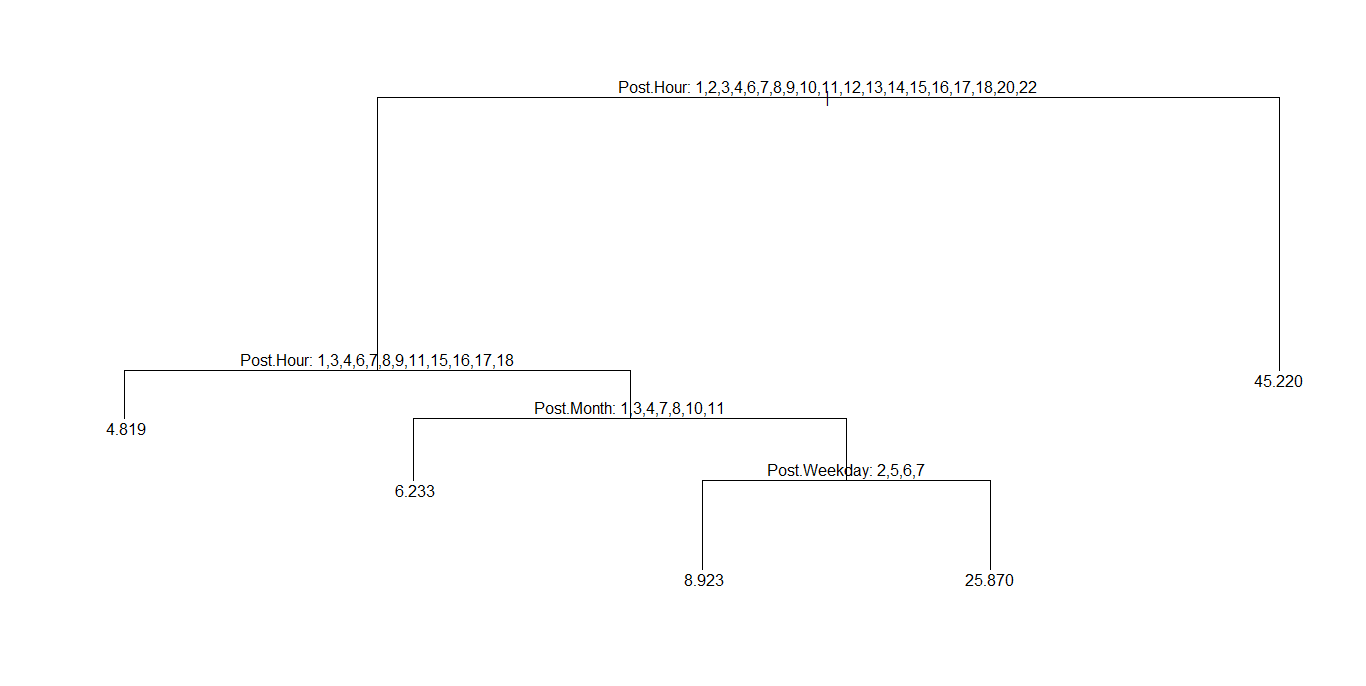 Post.Hour: 1,2,3,4,6,7,8,9,10,11,12,13,14,15,16,17,18,20,22
Post.Hour: 1,3,4,6,7,8,9,11,15,16,17,18
45.220
Post.Month: 1,3,4,7,8,10,11
4.819
Post.Weekday: 2,5,6,7
6.233
8.923
25.870